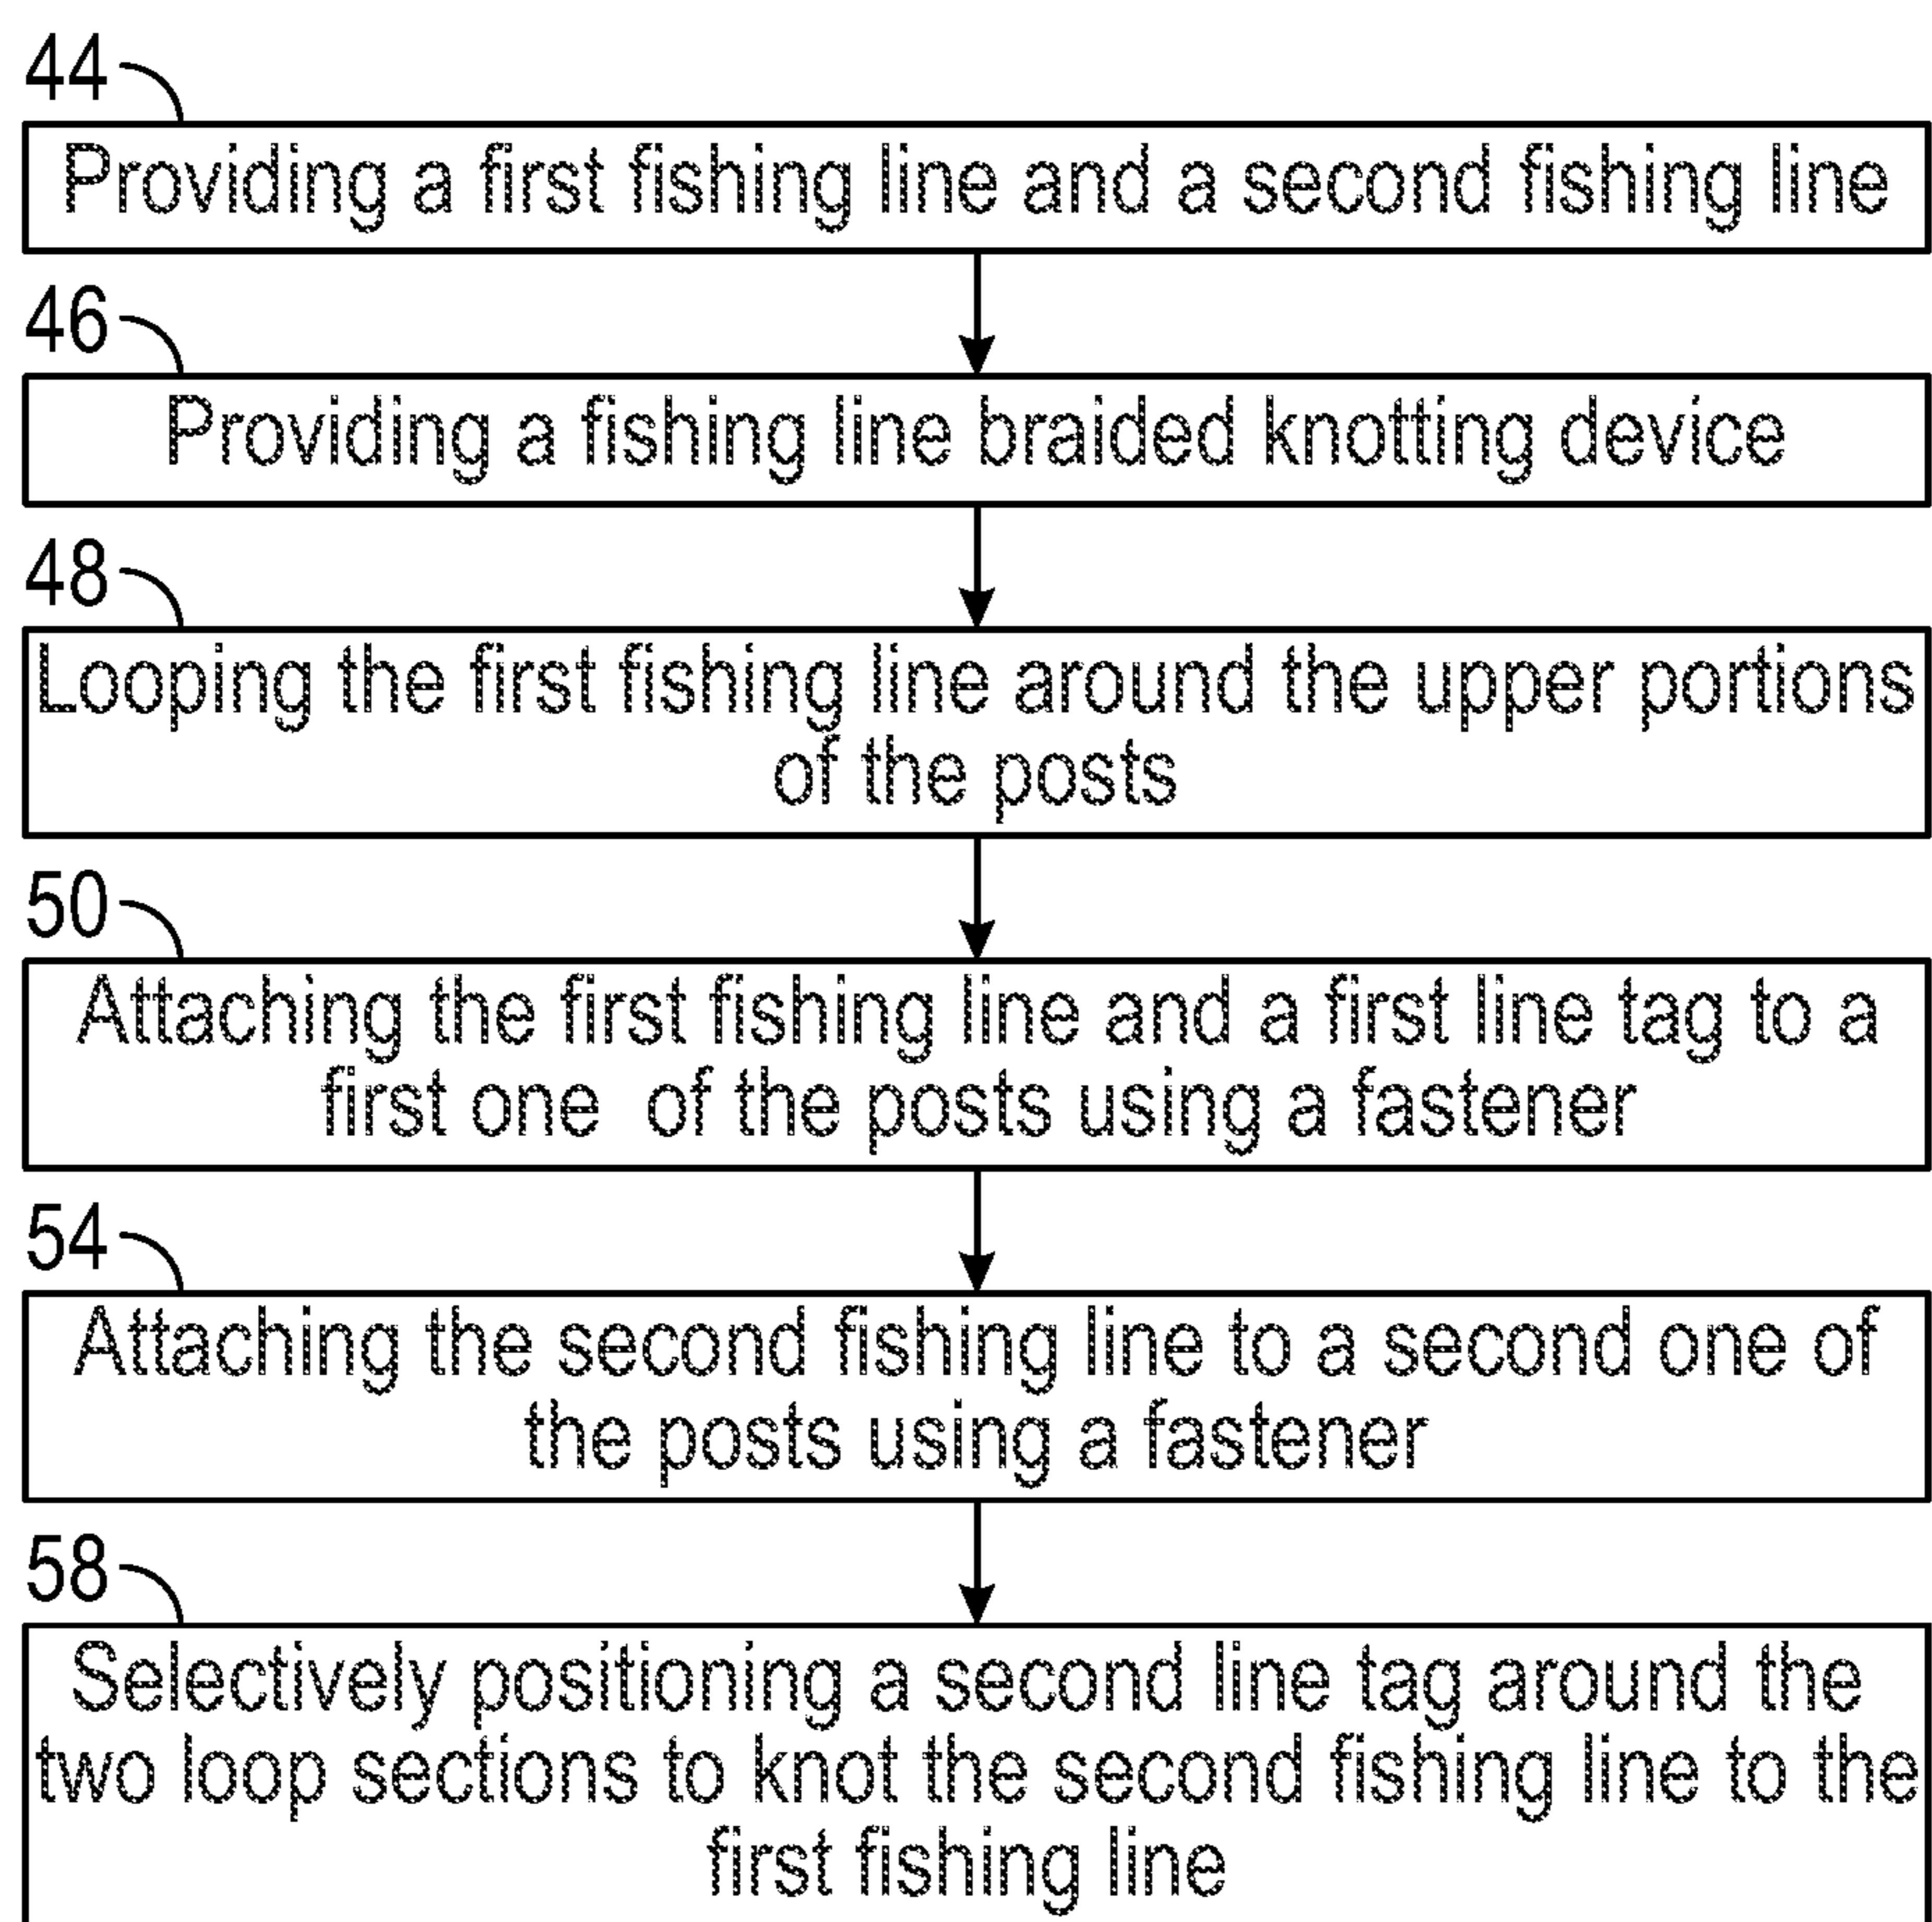 44
Providing a first fishing line and a second fishing line
46
Providing a fishing line braided knotting device
48
Looping the first fishing line around the upper portions
of the posts
50
Attaching the first fishing line and a first line tag to a
first one of the posts using a fastener
54
Attaching the second fishing line to a second one of
the posts using a fastener
58
Selectively positioning a second line tag around the
two loop sections to knot the second fishing line to the
first fishing line